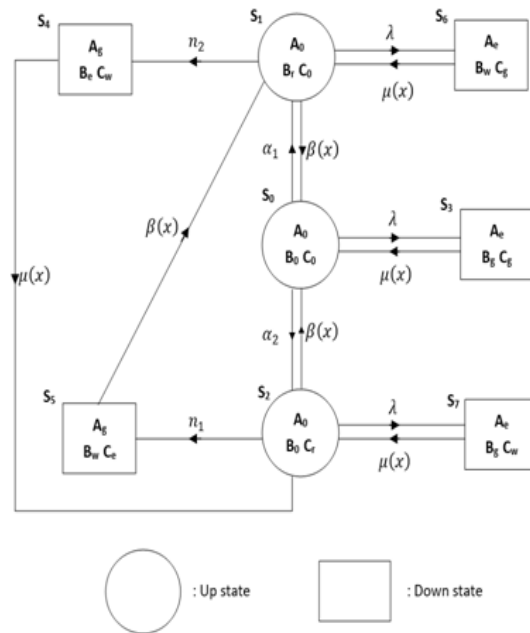 S₄
n₂
S₁
S₆
A_g
B_e C_w
A₀
B_r C₀
λ
μ(x)
A_e
B_w C_g
α₁
β(x)
S₀
S₃
β(x)
A₀
B₀ C₀
λ
μ(x)
A_e
B_g C_g
μ(x)
α₂
β(x)
S₅
n₁
S₂
S₇
A_g
B_w C_e
A₀
B₀ C_r
λ
μ(x)
A_e
B_g C_w
: Up state
: Down state